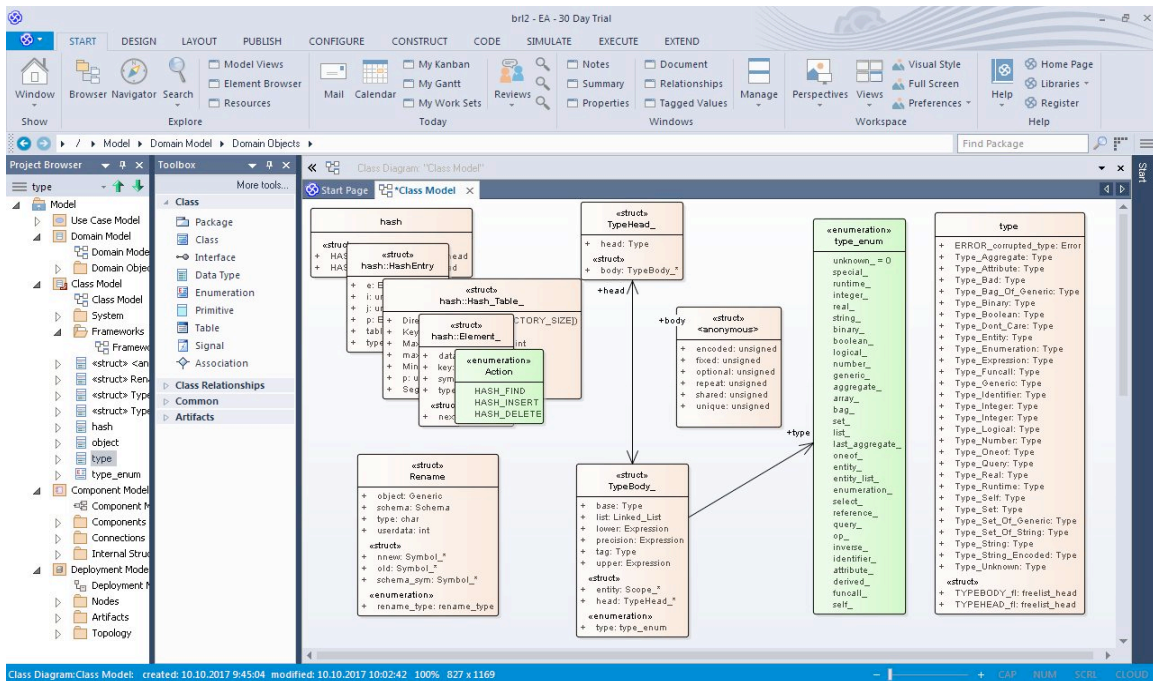 brl2 - EA - 30 Day Trial
START DESIGN LAYOUT PUBLISH CONFIGURE CONSTRUCT CODE SIMULATE EXECUTE EXTEND
Window
Browser Navigator Search
Model Views
Element Browser
Resources
Mail Calendar
My Kanban
My Gantt
My Work Sets
Reviews
Notes
Summary
Properties
Document
Relationships
Tagged Values
Manage
Perspectives Views
Visual Style
Full Screen
Preferences
Help
Home Page
Libraries
Register
Show Explore Today Windows Workspace Help
/ Model Domain Model Domain Objects
Find Package
Project Browser
type
Model
Use Case Model
Domain Model
Domain Mode
Domain Objec
Class Model
Class Model
System
Frameworks
Framewo
«struct» <an
«struct» Ren
«struct» Type
«struct» Type
hash
object
type
type_enum
Component Model
Component M
Components
Connections
Internal Struc
Deployment Mode
Deployment M
Nodes
Artifacts
Topology
Toolbox
More tools...
Class
Package
Class
Interface
Data Type
Enumeration
Primitive
Table
Signal
Association
Class Relationships
Common
Artifacts
Class Diagram: "Class Model"
Start Page *Class Model
Start
hash
«struct»
hash::HashEntry
«struct»
hash::Hash_Table_
«struct»
hash::Element_
«enumeration»
Action
HASH_FIND
HASH_INSERT
HASH_DELETE
«struct»
TypeHead_
+ head: Type
«struct»
+ body: TypeBody_*
+head
+body
«struct»
<anonymous>
+ encoded: unsigned
+ fixed: unsigned
+ optional: unsigned
+ repeat: unsigned
+ shared: unsigned
+ unique: unsigned
«struct»
Rename
+ object: Generic
+ schema: Schema
+ type: char
+ userdata: int
«struct»
+ nnew: Symbol_*
+ old: Symbol_*
+ schema_sym: Symbol_*
«enumeration»
+ rename_type: rename_type
«struct»
TypeBody_
+ base: Type
+ list: Linked_List
+ lower: Expression
+ precision: Expression
+ tag: Type
+ upper: Expression
«struct»
+ entity: Scope_*
+ head: TypeHead_*
«enumeration»
+ type: type_enum
+type
«enumeration»
type_enum
unknown_ = 0
special_
runtime_
integer_
real_
string_
binary_
boolean_
logical_
number_
generic_
aggregate_
array_
bag_
set_
list_
last_aggregate_
oneof_
entity_
entity_list_
enumeration_
select_
reference_
query_
op_
inverse_
identifier_
attribute_
derived_
funcall_
self_
type
+ ERROR_corrupted_type: Error
+ Type_Aggregate: Type
+ Type_Attribute: Type
+ Type_Bad: Type
+ Type_Bag_Of_Generic: Type
+ Type_Binary: Type
+ Type_Boolean: Type
+ Type_Dont_Care: Type
+ Type_Entity: Type
+ Type_Enumeration: Type
+ Type_Expression: Type
+ Type_Funcall: Type
+ Type_Generic: Type
+ Type_Identifier: Type
+ Type_Integer: Type
+ Type_Integer: Type
+ Type_Logical: Type
+ Type_Number: Type
+ Type_Oneof: Type
+ Type_Query: Type
+ Type_Real: Type
+ Type_Runtime: Type
+ Type_Self: Type
+ Type_Set: Type
+ Type_Set_Of_Generic: Type
+ Type_Set_Of_String: Type
+ Type_String: Type
+ Type_String_Encoded: Type
+ Type_Unknown: Type
«struct»
+ TYPEBODY_fl: freelist_head
+ TYPEHEAD_fl: freelist_head
Class Diagram:Class Model: created: 10.10.2017 9:45:04 modified: 10.10.2017 10:02:42 100% 827 x 1169
CAP NUM SCRL CLOUD